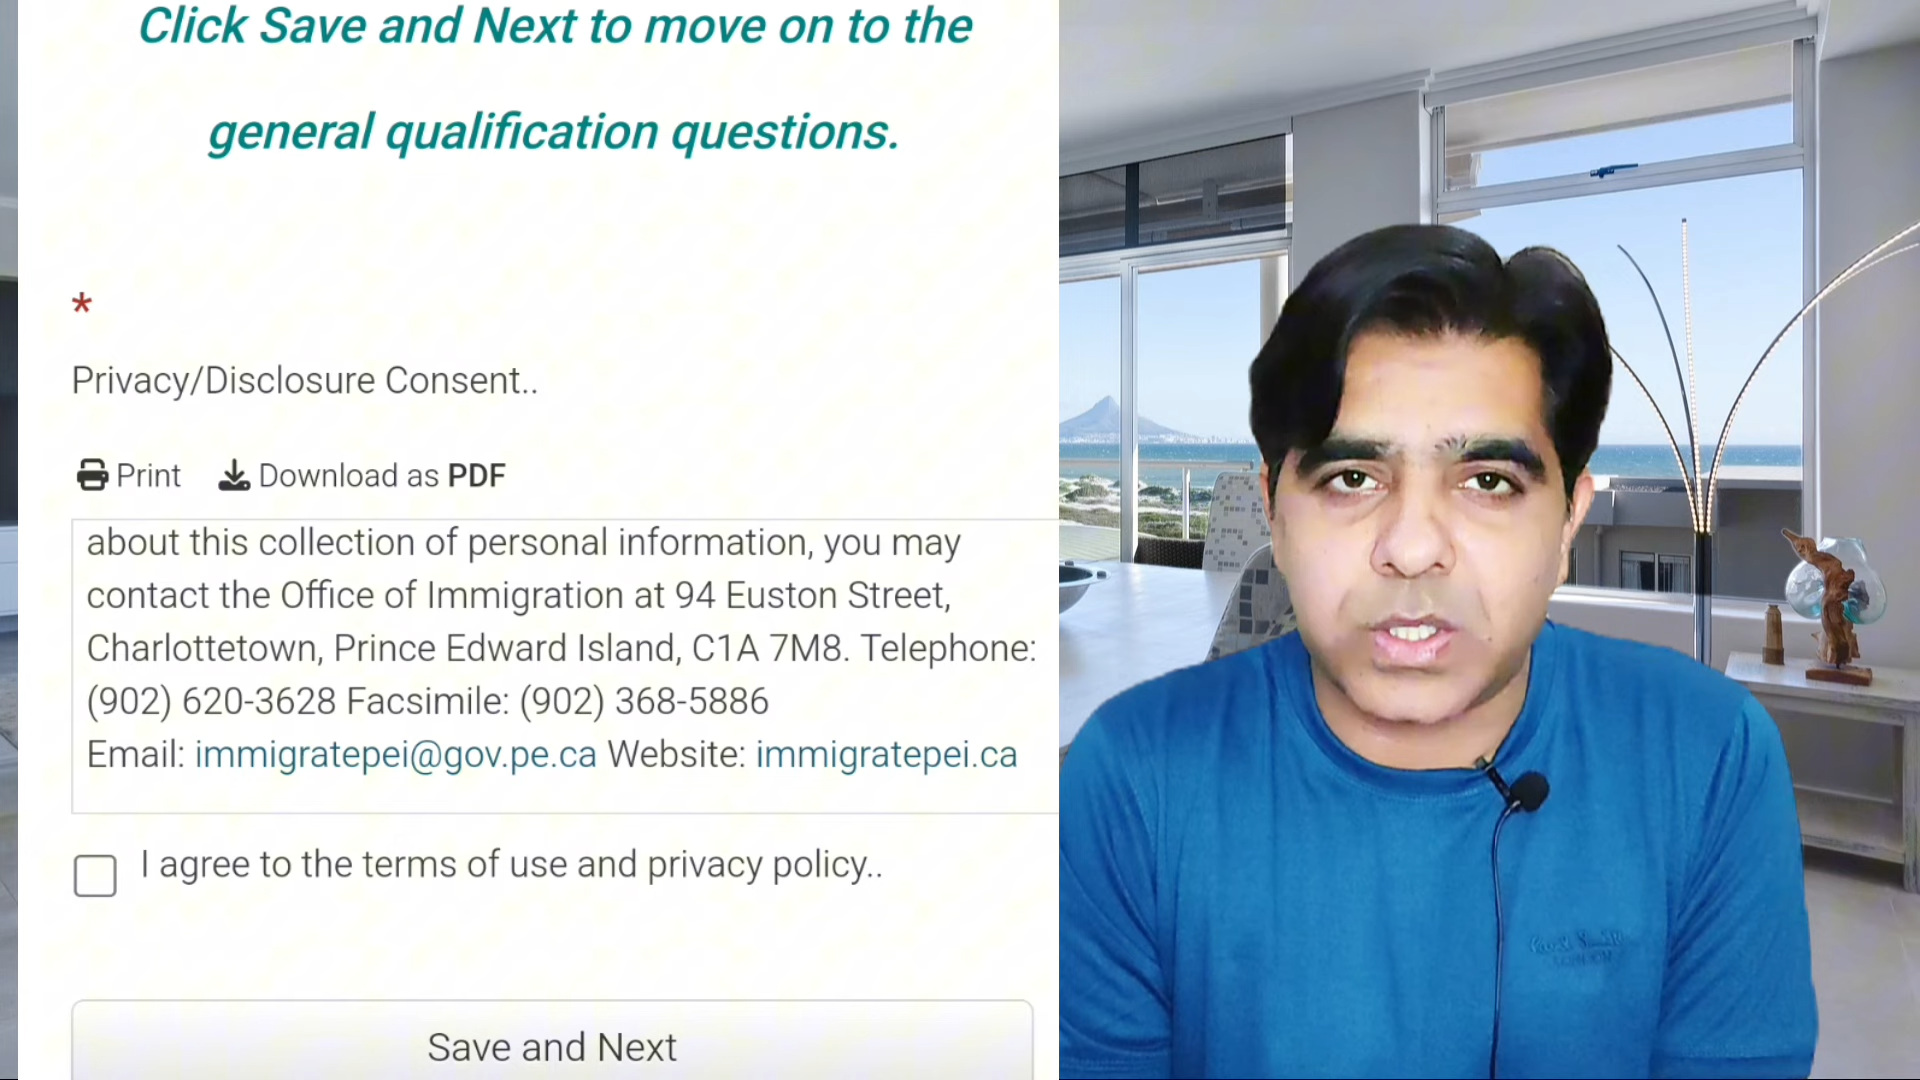 Click Save and Next to move on to the
general qualification questions.
*
Privacy/Disclosure Consent..
Print Download as PDF
about this collection of personal information, you may
contact the Office of Immigration at 94 Euston Street,
Charlottetown, Prince Edward Island, C1A 7M8. Telephone:
(902) 620-3628 Facsimile: (902) 368-5886
Email: immigratepei@gov.pe.ca Website: immigratepei.ca
I agree to the terms of use and privacy policy..
Save and Next